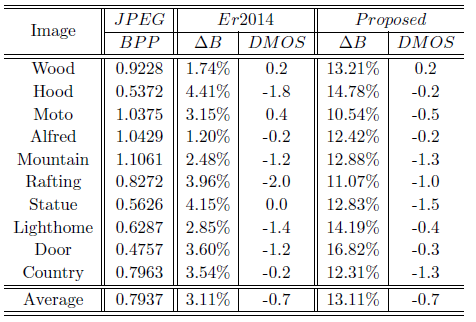 Image JPEG Er2014 Proposed
BPP ΔB DMOS ΔB DMOS
Wood 0.9228 1.74% 0.2 13.21% 0.2
Hood 0.5372 4.41% -1.8 14.78% -0.2
Moto 1.0375 3.15% 0.4 10.54% -0.5
Alfred 1.0429 1.20% -0.2 12.42% -0.2
Mountain 1.1061 2.48% -1.2 12.88% -1.3
Rafting 0.8272 3.96% -2.0 11.07% -1.0
Statue 0.5626 4.15% 0.0 12.83% -1.5
Lighthome 0.6287 2.85% -1.4 14.19% -0.4
Door 0.4757 3.60% -1.2 16.82% -0.3
Country 0.7963 3.54% -0.2 12.31% -1.3
Average 0.7937 3.11% -0.7 13.11% -0.7